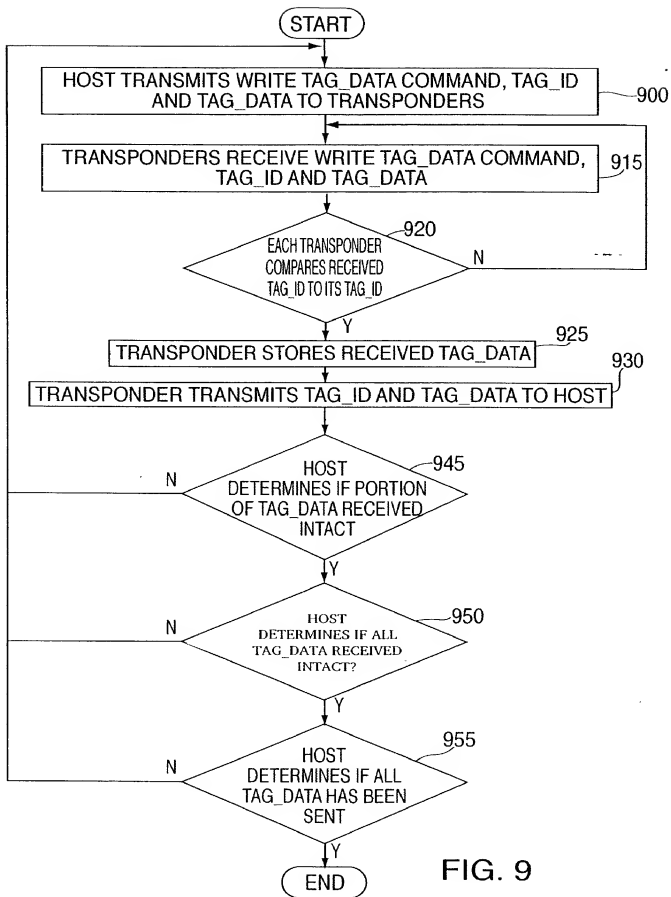 START
HOST TRANSMITS WRITE TAG_DATA COMMAND, TAG_ID
AND TAG_DATA TO TRANSPONDERS
900
TRANSPONDERS RECEIVE WRITE TAG_DATA COMMAND,
TAG_ID AND TAG_DATA
915
920
EACH TRANSPONDER
COMPARES RECEIVED
TAG_ID TO ITS TAG_ID
N
Y
925
TRANSPONDER STORES RECEIVED TAG_DATA
930
TRANSPONDER TRANSMITS TAG_ID AND TAG_DATA TO HOST
945
N
HOST
DETERMINES IF PORTION
OF TAG_DATA RECEIVED
INTACT
Y
950
N
HOST
DETERMINES IF ALL
TAG_DATA RECEIVED
INTACT?
Y
955
N
HOST
DETERMINES IF ALL
TAG_DATA HAS BEEN
SENT
Y
END
FIG. 9